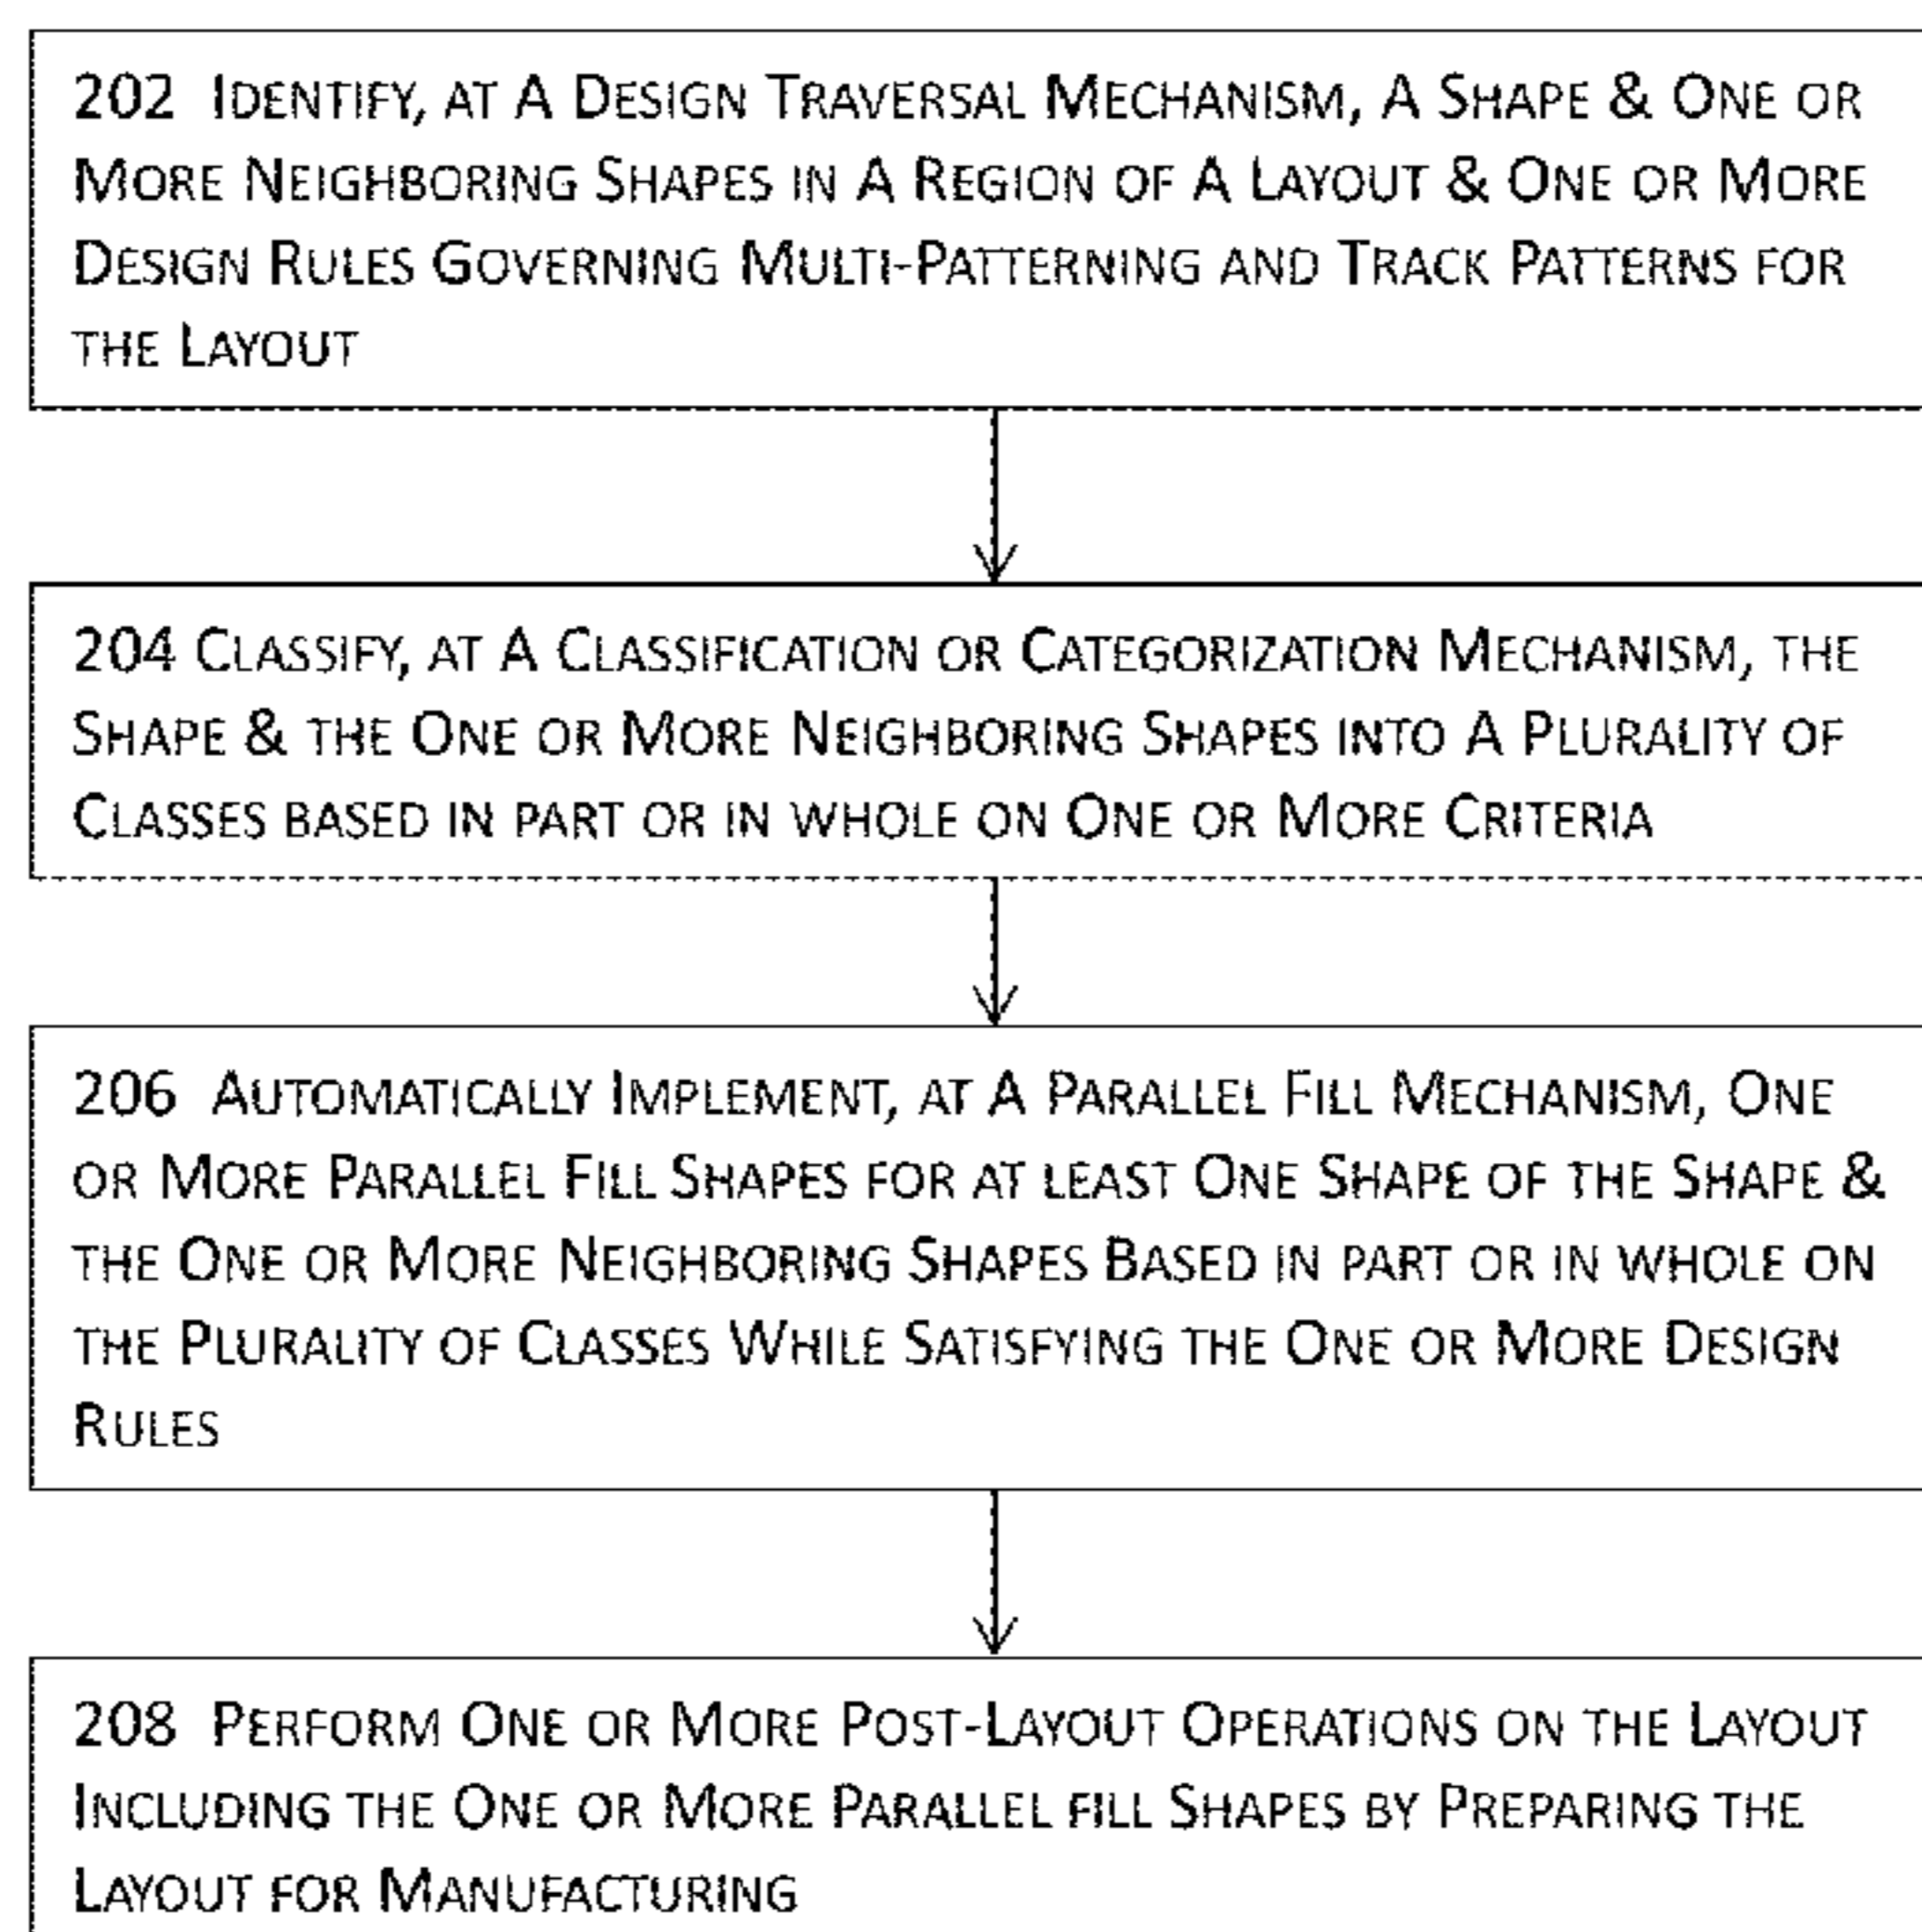 202 Identify, at A Design Traversal Mechanism, A Shape & One or
More Neighboring Shapes in A Region of A Layout & One or More
Design Rules Governing Multi-Patterning and Track Patterns for
the Layout
204 Classify, at A Classification or Categorization Mechanism, the
Shape & the One or More Neighboring Shapes into A Plurality of
Classes based in part or in whole on One or More Criteria
206 Automatically Implement, at A Parallel Fill Mechanism, One
or More Parallel Fill Shapes for at least One Shape of the Shape &
the One or More Neighboring Shapes Based in part or in whole on
the Plurality of Classes While Satisfying the One or More Design
Rules
208 Perform One or More Post-Layout Operations on the Layout
Including the One or More Parallel fill Shapes by Preparing the
Layout for Manufacturing